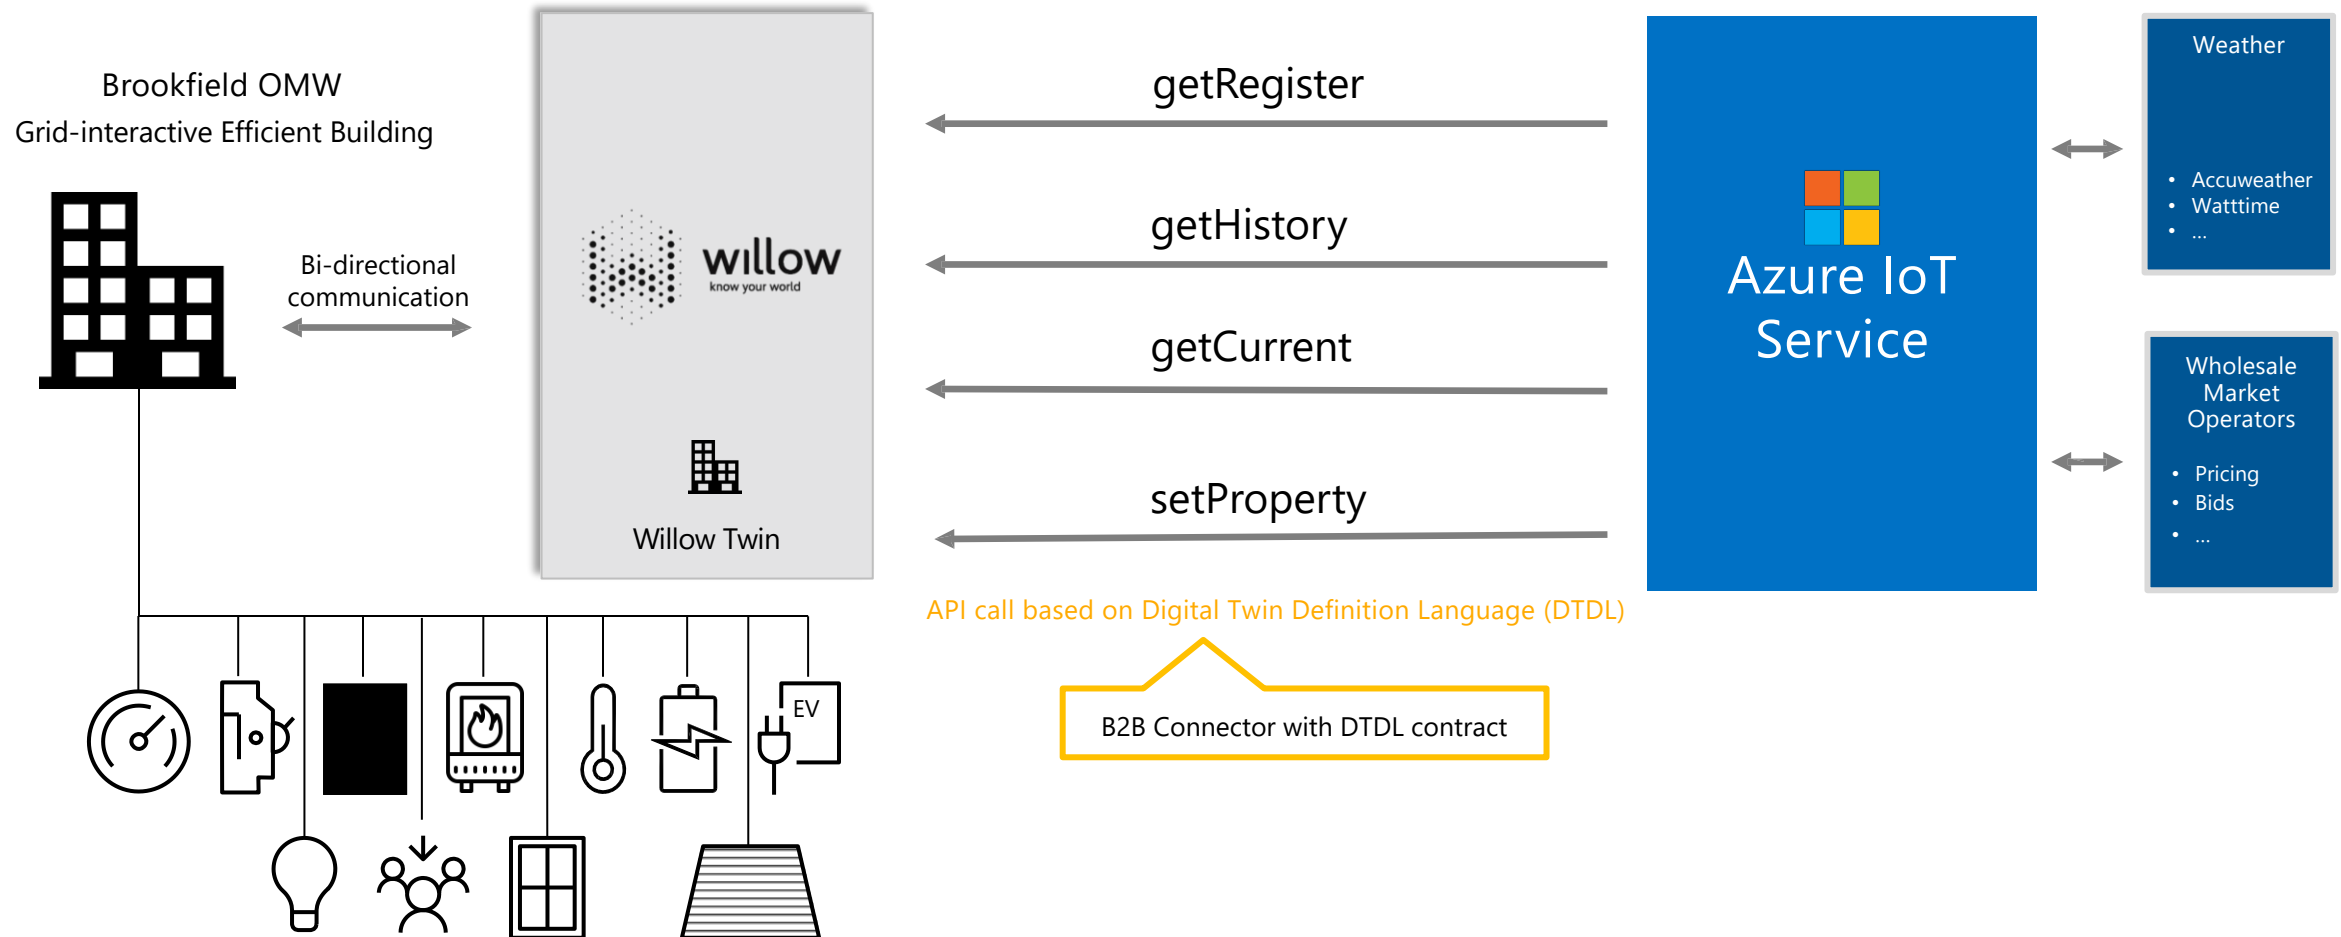 Brookfield OMW
Grid-interactive Efficient Building
Bi-directional
communication
willow
know your world
Willow Twin
getRegister
getHistory
getCurrent
setProperty
API call based on Digital Twin Definition Language (DTDL)
B2B Connector with DTDL contract
Azure IoT
Service
Weather
• Accuweather
• Watttime
• ...
Wholesale
Market
Operators
• Pricing
• Bids
• ...
EV